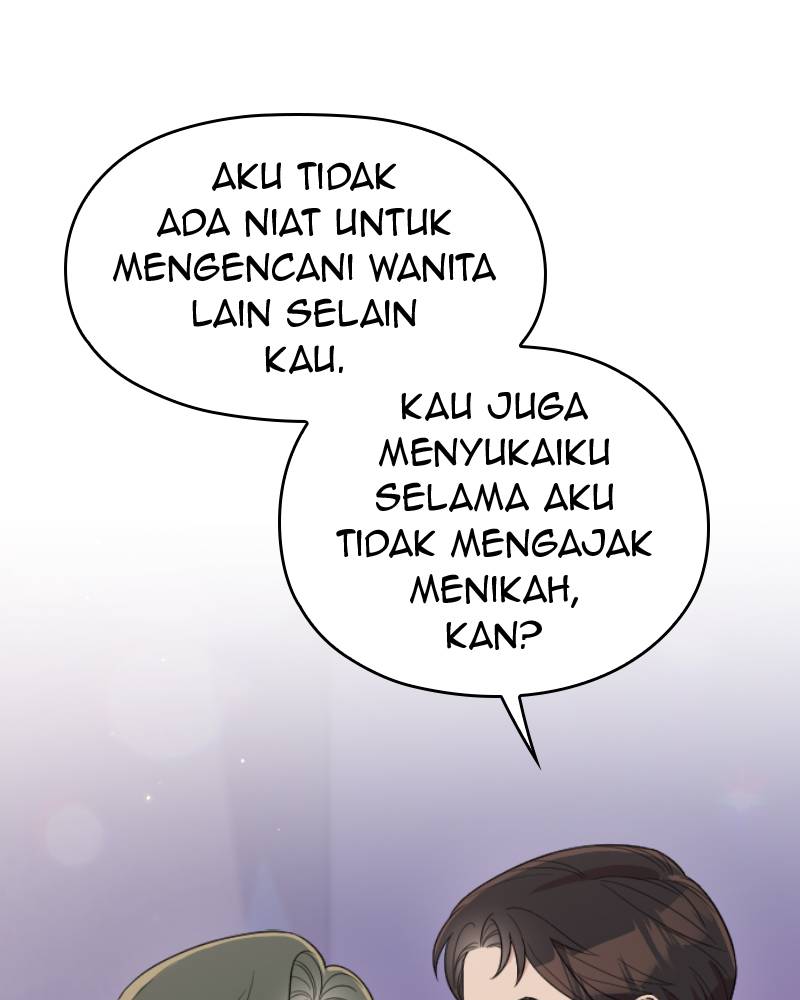 AKU TIDAK
ADA NIAT UNTUK
MENGENCANI WANITA
LAIN SELAIN
KAU.
KAU JUGA
MENYUKAIKU
SELAMA AKU
TIDAK MENGAJAK
MENIKAH,
KAN?